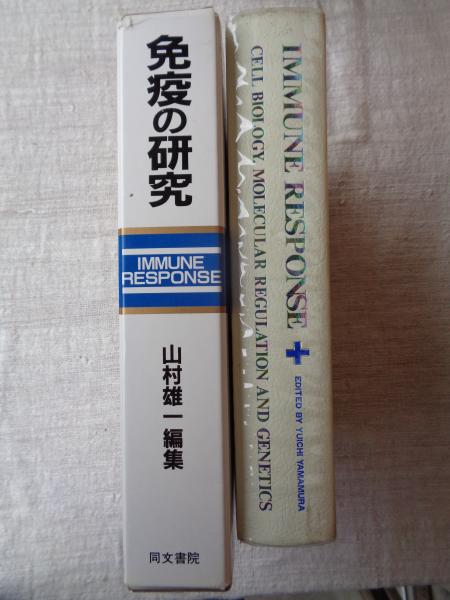 免疫の研究
IMMUNE
RESPONSE
山村雄一編集
同文書院
IMMUNE RESPONSE
CELL BIOLOGY, MOLECULAR REGULATION AND GENETICS
EDITED BY YUICHI YAMAMURA